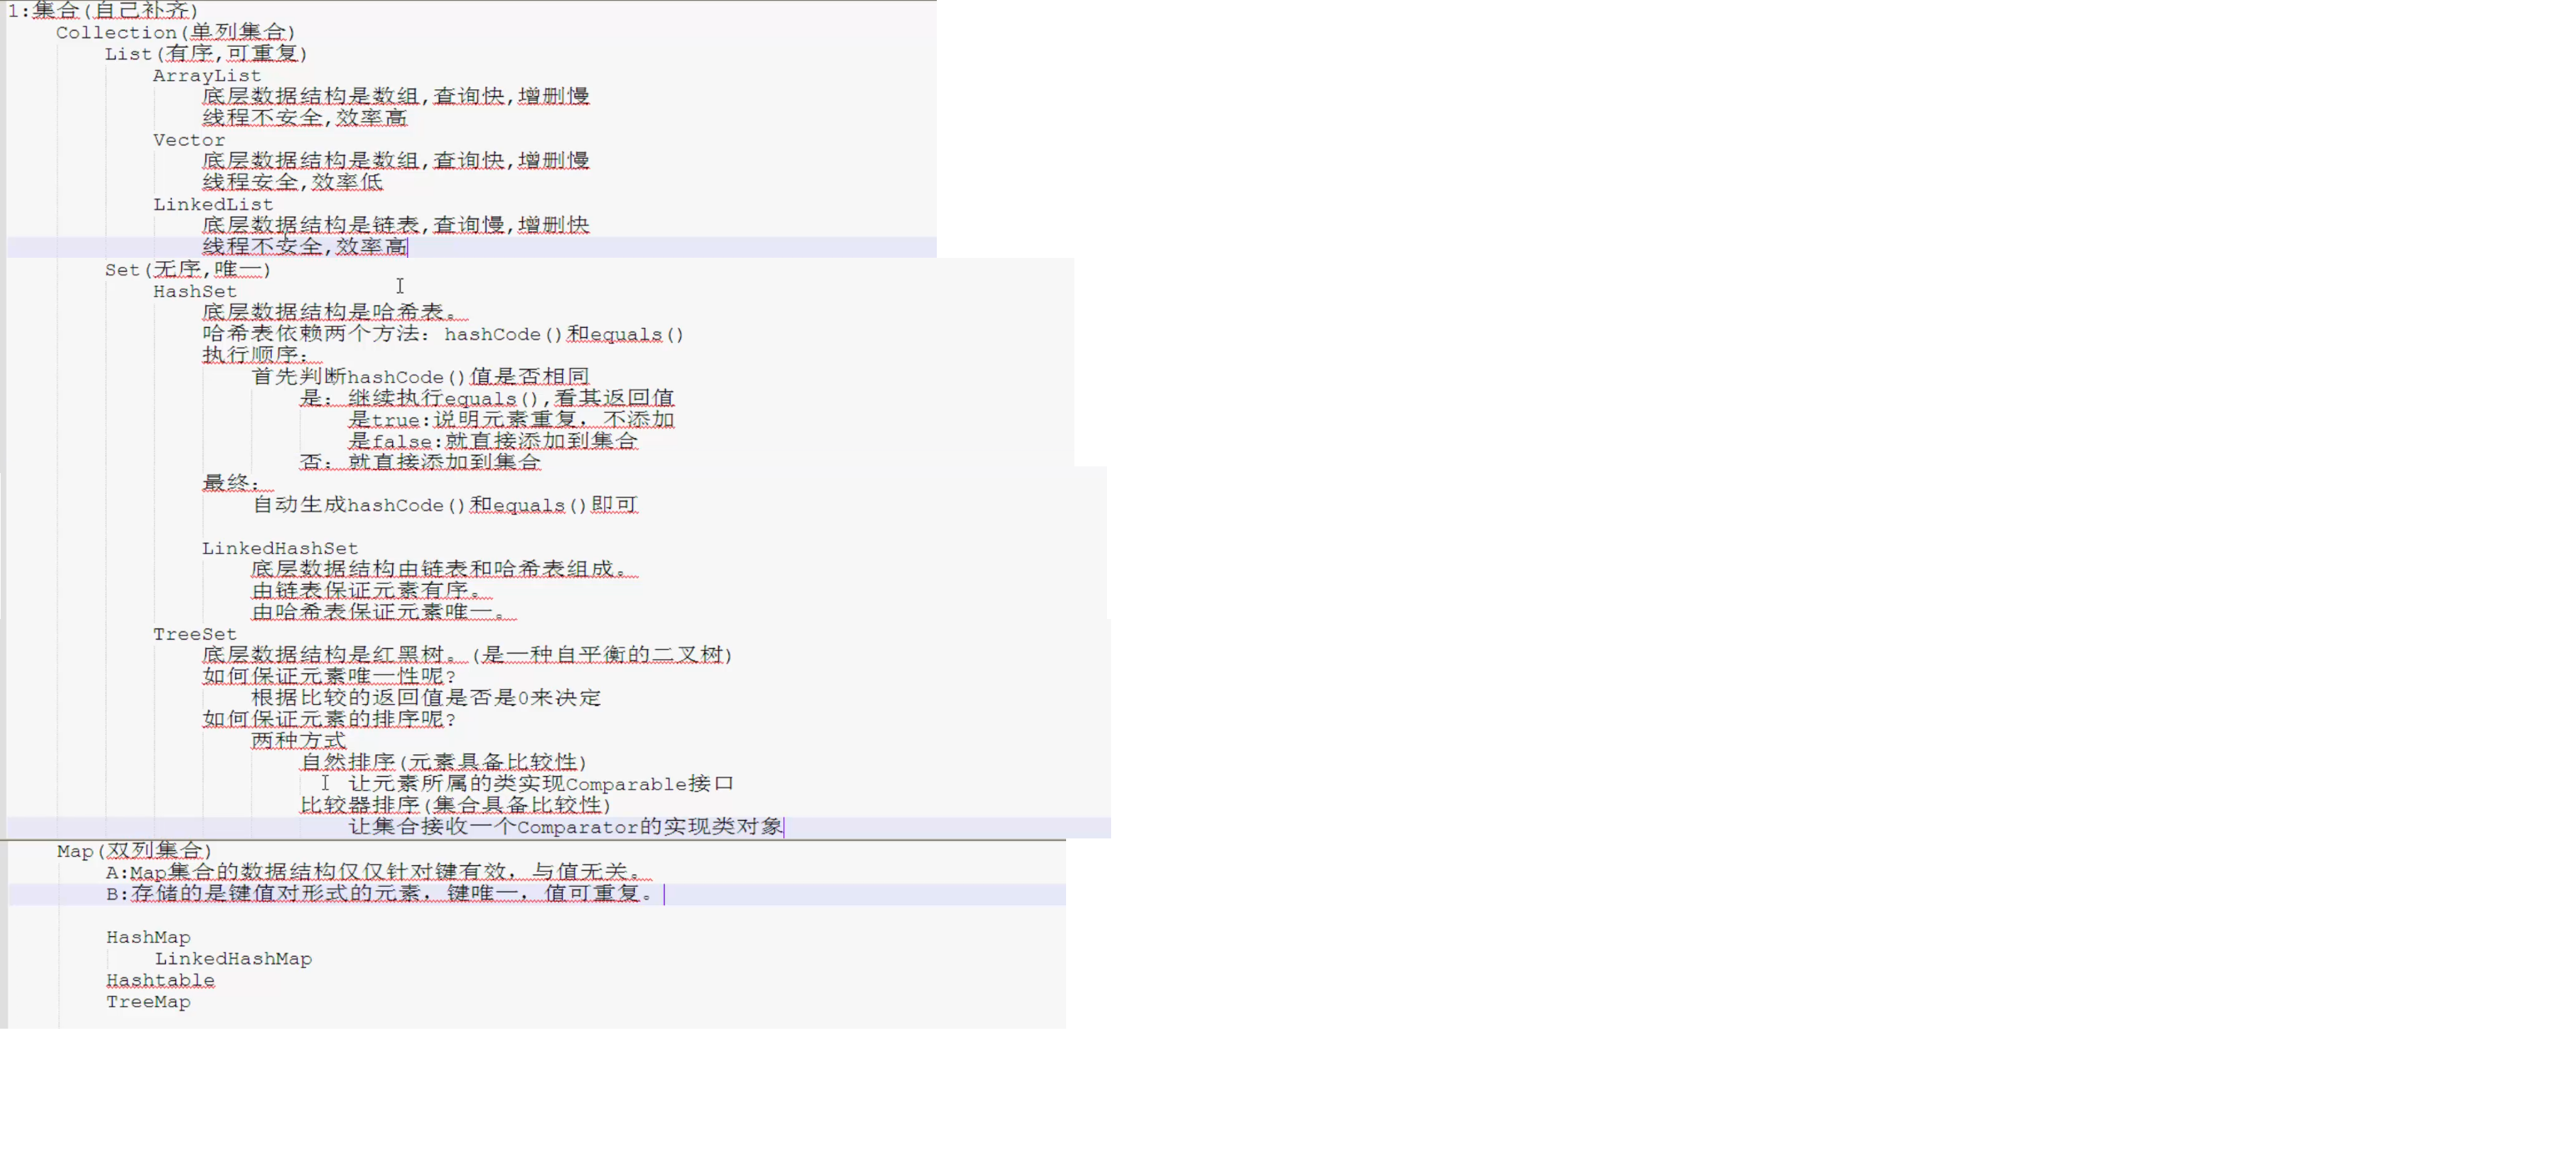 1:集合(自己补齐)
Collection(单列集合)
List(有序,可重复)
ArrayList
底层数据结构是数组,查询快,增删慢
线程不安全,效率高
Vector
底层数据结构是数组,查询快,增删慢
线程安全,效率低
LinkedList
底层数据结构是链表,查询慢,增删快
线程不安全,效率高
Set(无序,唯一)
HashSet
底层数据结构是哈希表。
哈希表依赖两个方法：hashCode()和equals()
执行顺序：
首先判断hashCode()值是否相同
是：继续执行equals(),看其返回值
是true:说明元素重复，不添加
是false:就直接添加到集合
否：就直接添加到集合
最终：
自动生成hashCode()和equals()即可
LinkedHashSet
底层数据结构由链表和哈希表组成。
由链表保证元素有序。
由哈希表保证元素唯一。
TreeSet
底层数据结构是红黑树。(是一种自平衡的二叉树)
如何保证元素唯一性呢?
根据比较的返回值是否是0来决定
如何保证元素的排序呢?
两种方式
自然排序(元素具备比较性)
让元素所属的类实现Comparable接口
比较器排序(集合具备比较性)
让集合接收一个Comparator的实现类对象
Map(双列集合)
A:Map集合的数据结构仅仅针对键有效，与值无关。
B:存储的是键值对形式的元素，键唯一，值可重复。
HashMap
LinkedHashMap
Hashtable
TreeMap